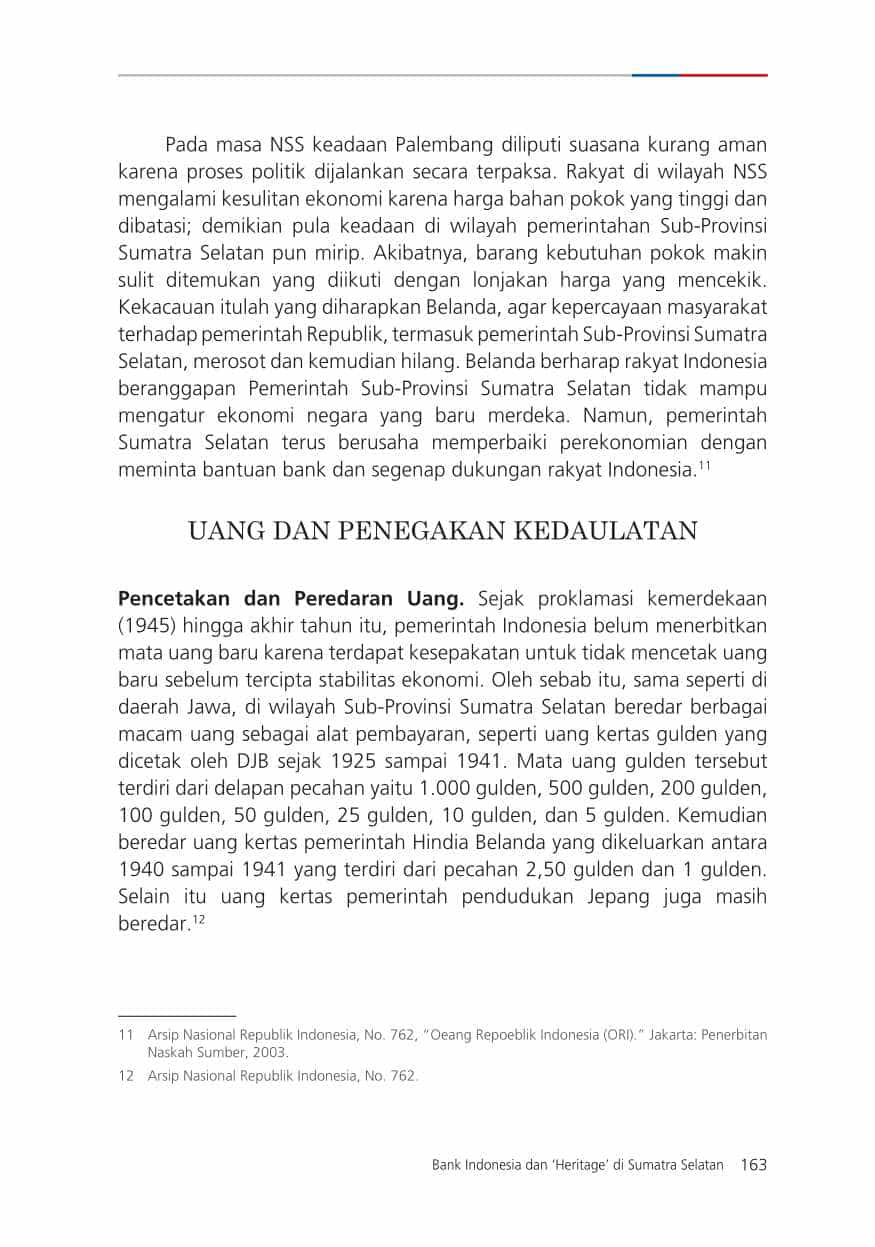 Pada masa NSS keadaan Palembang diliputi suasana kurang aman
karena proses politik dijalankan secara terpaksa. Rakyat di wilayah NSS
mengalami kesulitan ekonomi karena harga bahan pokok yang tinggi dan
dibatasi; demikian pula keadaan di wilayah pemerintahan Sub-Provinsi
Sumatra Selatan pun mirip. Akibatnya, barang kebutuhan pokok makin
sulit ditemukan yang diikuti dengan lonjakan harga yang mencekik.
Kekacauan itulah yang diharapkan Belanda, agar kepercayaan masyarakat
terhadap pemerintah Republik, termasuk pemerintah Sub-Provinsi Sumatra
Selatan, merosot dan kemudian hilang. Belanda berharap rakyat Indonesia
beranggapan Pemerintah Sub-Provinsi Sumatra Selatan tidak mampu
mengatur ekonomi negara yang baru merdeka. Namun, pemerintah
Sumatra Selatan terus berusaha memperbaiki perekonomian dengan
meminta bantuan bank dan segenap dukungan rakyat Indonesia.¹¹
UANG DAN PENEGAKAN KEDAULATAN
Pencetakan dan Peredaran Uang. Sejak proklamasi kemerdekaan
(1945) hingga akhir tahun itu, pemerintah Indonesia belum menerbitkan
mata uang baru karena terdapat kesepakatan untuk tidak mencetak uang
baru sebelum tercipta stabilitas ekonomi. Oleh sebab itu, sama seperti di
daerah Jawa, di wilayah Sub-Provinsi Sumatra Selatan beredar berbagai
macam uang sebagai alat pembayaran, seperti uang kertas gulden yang
dicetak oleh DJB sejak 1925 sampai 1941. Mata uang gulden tersebut
terdiri dari delapan pecahan yaitu 1.000 gulden, 500 gulden, 200 gulden,
100 gulden, 50 gulden, 25 gulden, 10 gulden, dan 5 gulden. Kemudian
beredar uang kertas pemerintah Hindia Belanda yang dikeluarkan antara
1940 sampai 1941 yang terdiri dari pecahan 2,50 gulden dan 1 gulden.
Selain itu uang kertas pemerintah pendudukan Jepang juga masih
beredar.¹²
11 Arsip Nasional Republik Indonesia, No. 762, “Oeang Repoeblik Indonesia (ORI).” Jakarta: Penerbitan
Naskah Sumber, 2003.
12 Arsip Nasional Republik Indonesia, No. 762.
Bank Indonesia dan ‘Heritage’ di Sumatra Selatan 163